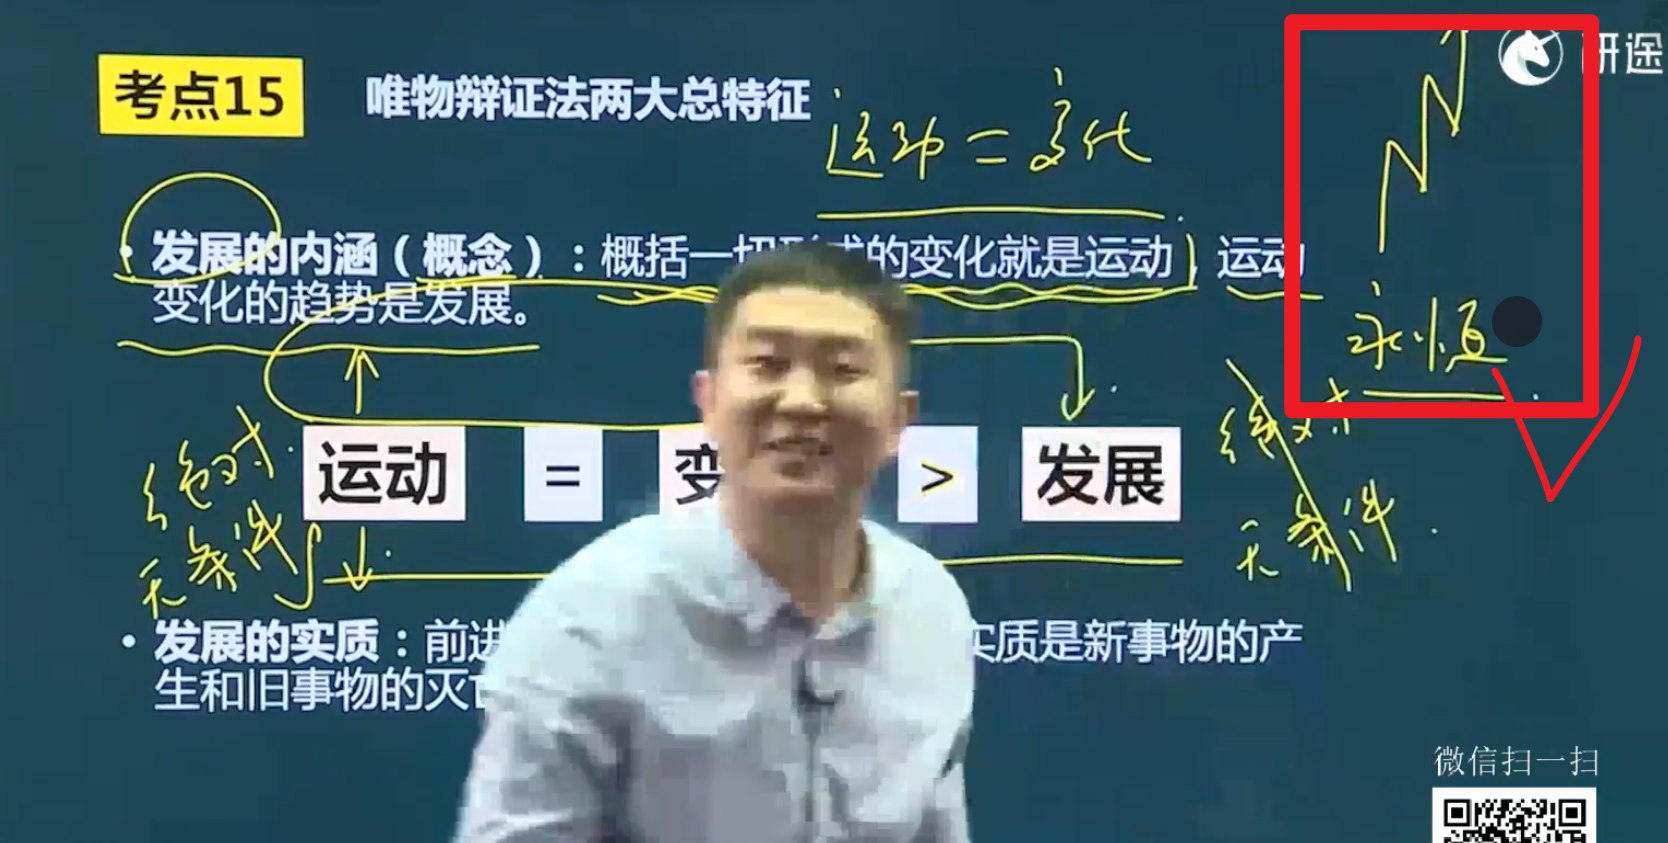 研途
考点15
唯物辩证法两大总特征
运动=变化
发展的内涵（概念）：概括一切形式的变化就是运动，运动
变化的趋势是发展。
永恒
绝对
无条件
运动
=
变
>
发展
绝对
无条件
发展的实质：前进
实质是新事物的产
生和旧事物的灭亡
微信扫一扫